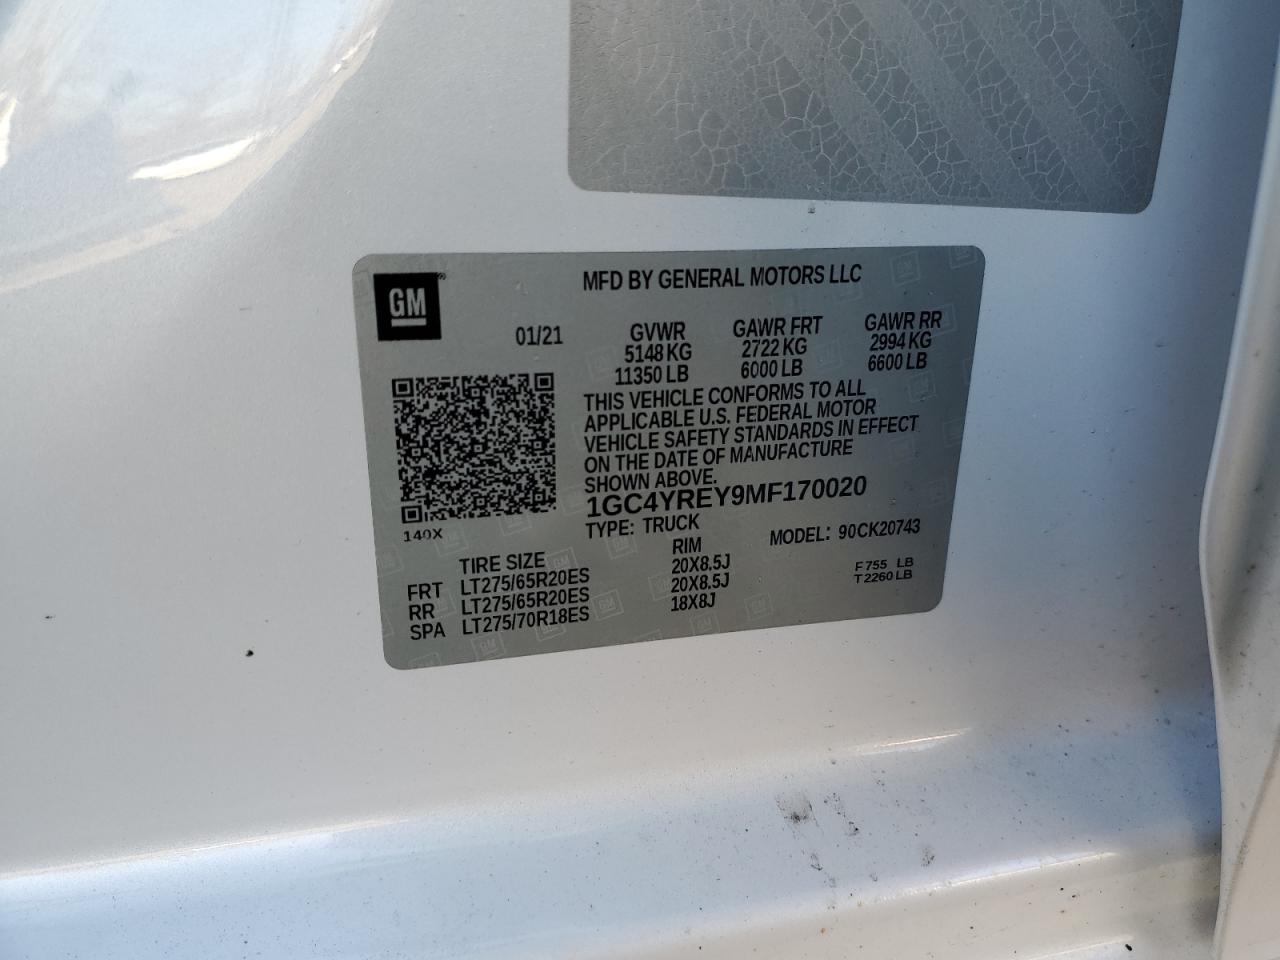 MFD BY GENERAL MOTORS LLC
GM
01/21 GVWR GAWR FRT GAWR RR
5148 KG 2722 KG 2994 KG
11350 LB 6000 LB 6600 LB
THIS VEHICLE CONFORMS TO ALL
APPLICABLE U.S. FEDERAL MOTOR
VEHICLE SAFETY STANDARDS IN EFFECT
ON THE DATE OF MANUFACTURE
SHOWN ABOVE.
1GC4YREY9MF170020
140X
TYPE: TRUCK MODEL: 90CK20743
TIRE SIZE RIM
FRT LT275/65R20ES 20X8.5J
RR LT275/65R20ES 20X8.5J
SPA LT275/70R18ES 18X8J
F 755 LB
T 2260 LB